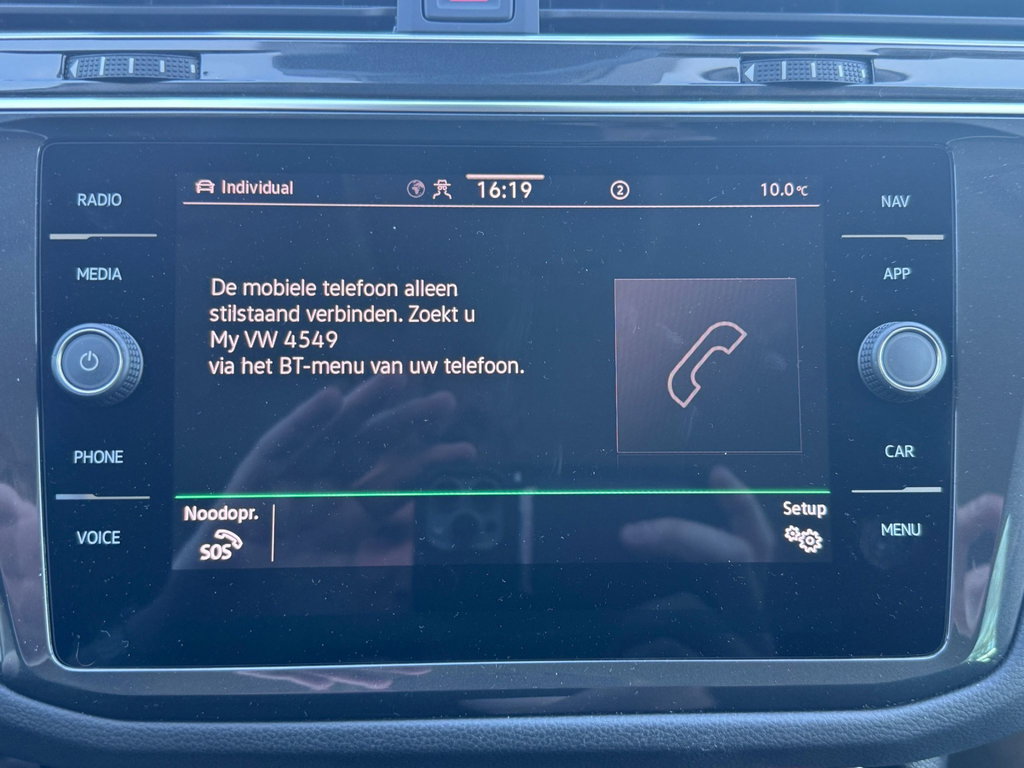 Individual
16:19
2
10.0°C
RADIO
MEDIA
PHONE
VOICE
De mobiele telefoon alleen
stilstaand verbinden. Zoekt u
My VW 4549
via het BT-menu van uw telefoon.
NAV
APP
CAR
MENU
Noodopr.
SOS
Setup